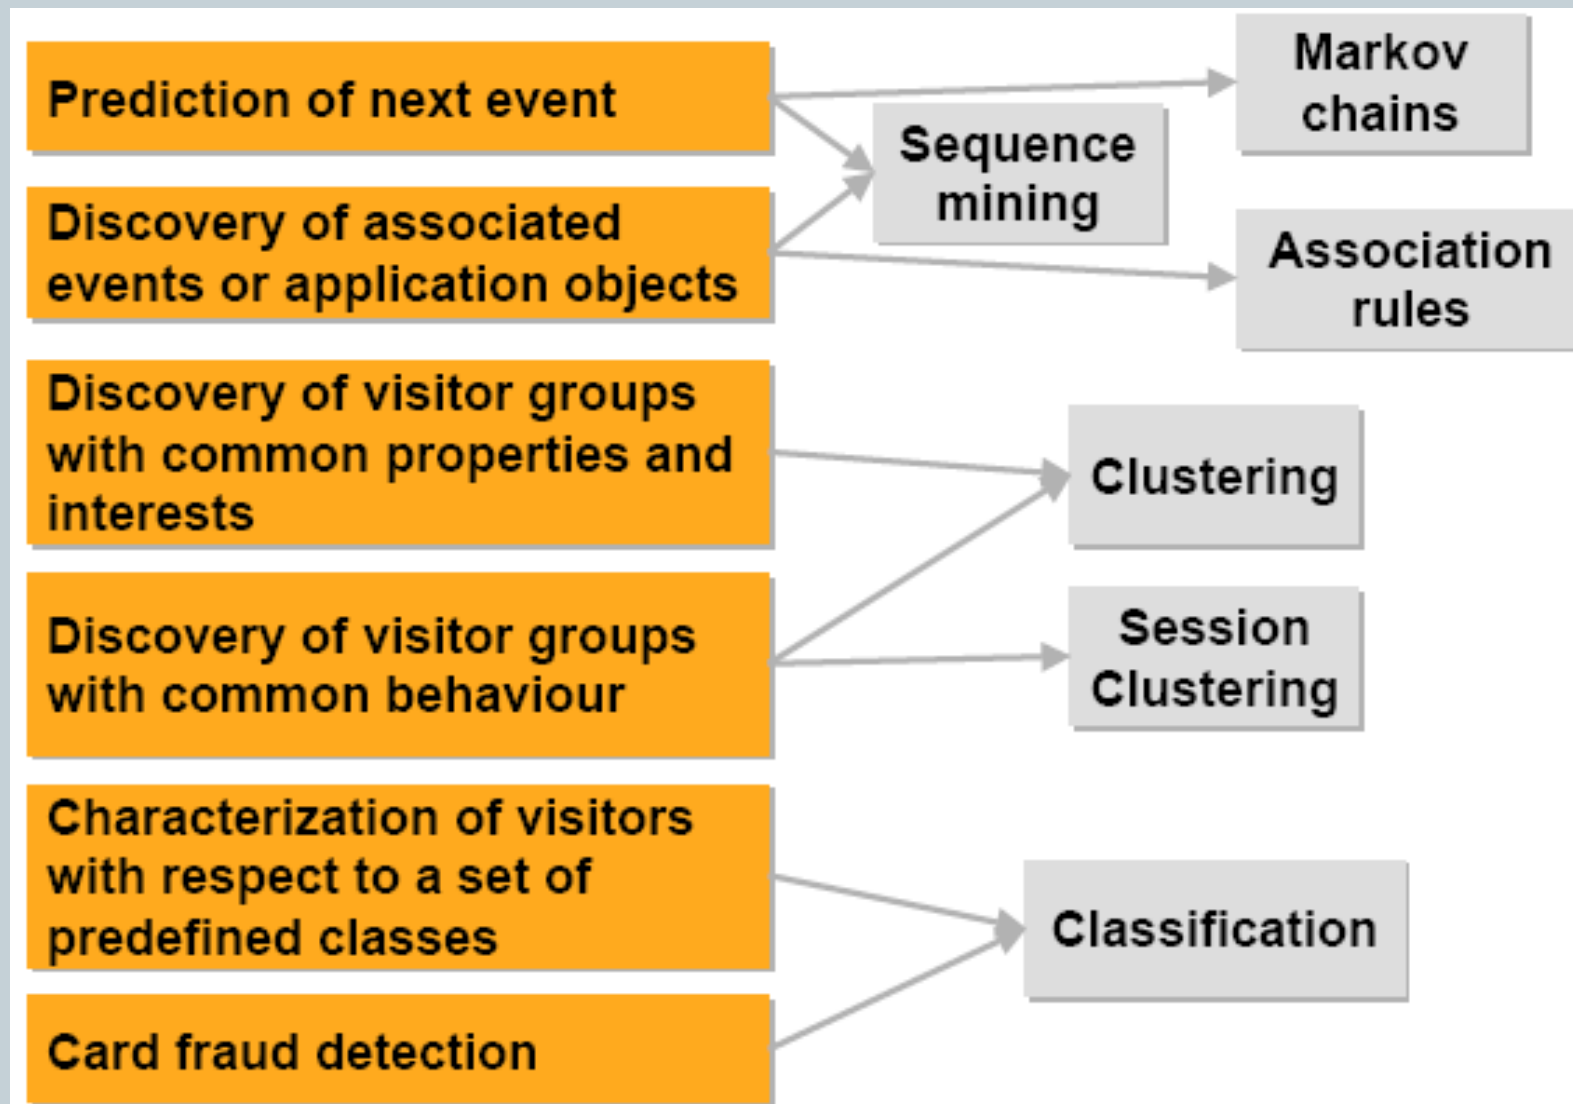 Prediction of next event
Markov
chains
Sequence
mining
Discovery of associated
events or application objects
Association
rules
Discovery of visitor groups
with common properties and
interests
Clustering
Discovery of visitor groups
with common behaviour
Session
Clustering
Characterization of visitors
with respect to a set of
predefined classes
Classification
Card fraud detection